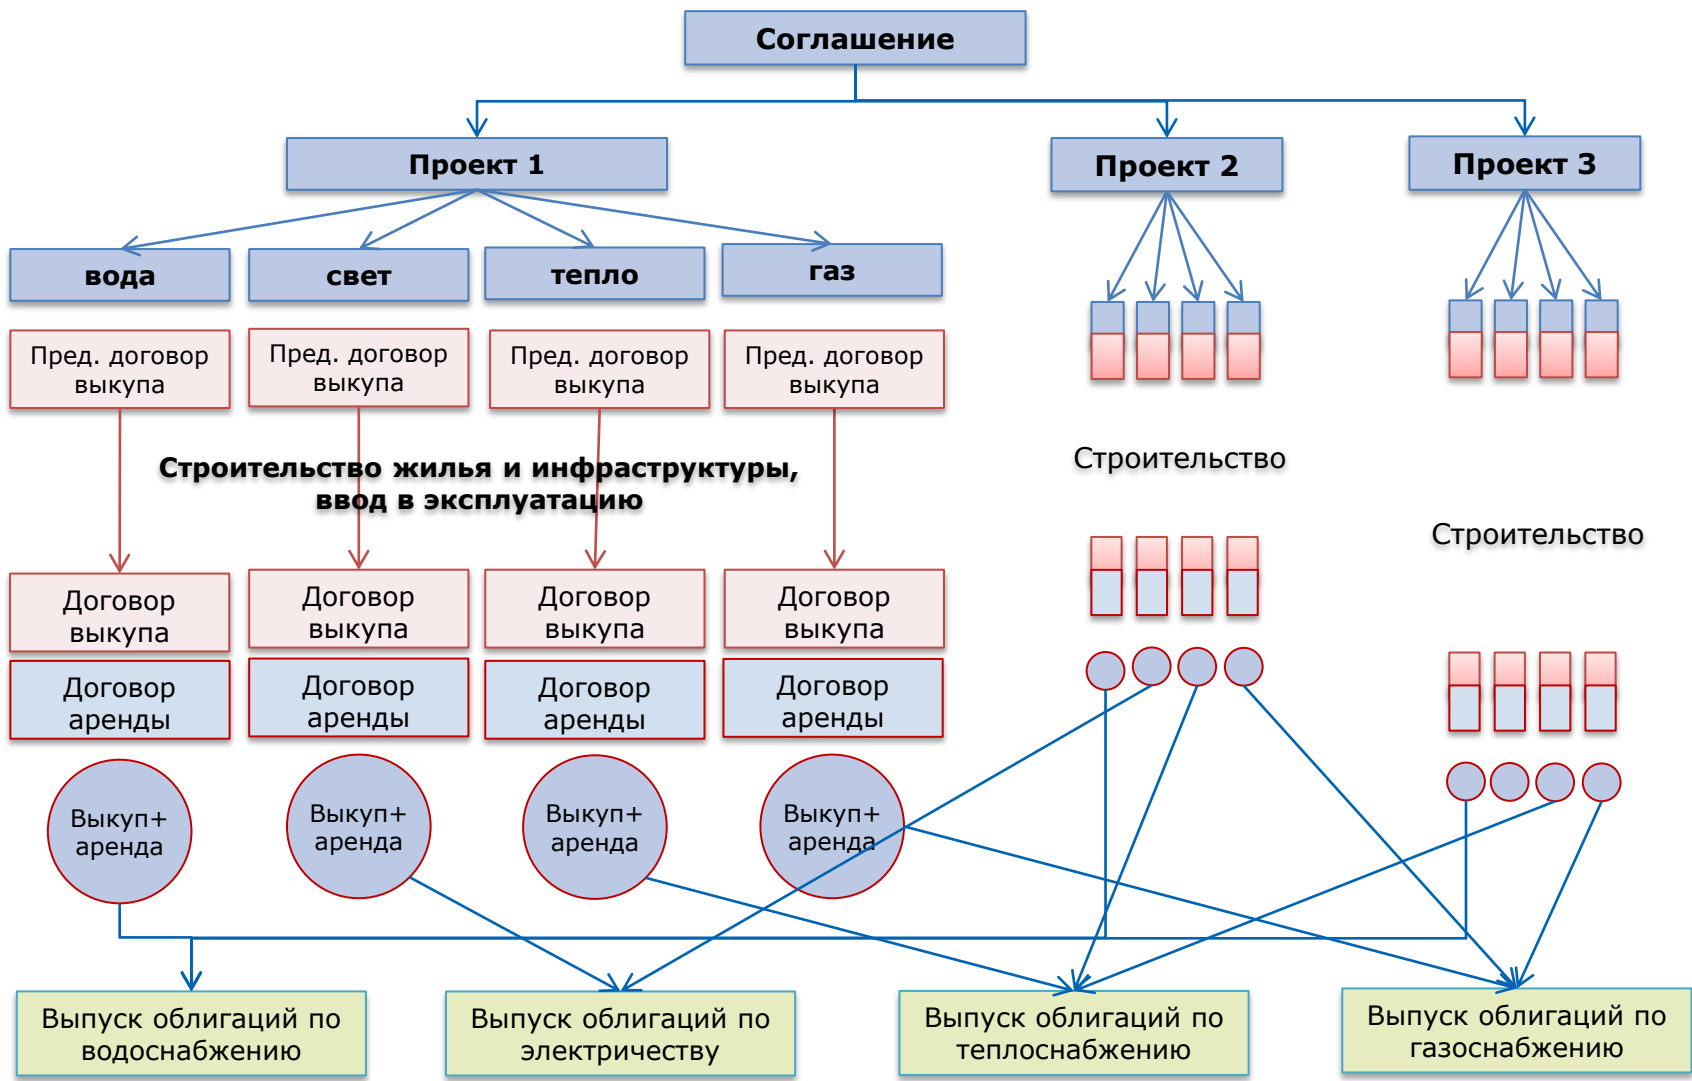 Соглашение
Проект 1
Проект 2
Проект 3
вода
свет
тепло
газ
Пред. договор
выкупа
Пред. договор
выкупа
Пред. договор
выкупа
Пред. договор
выкупа
Строительство жилья и инфраструктуры,
ввод в эксплуатацию
Строительство
Строительство
Договор
выкупа
Договор
выкупа
Договор
выкупа
Договор
выкупа
Договор
аренды
Договор
аренды
Договор
аренды
Договор
аренды
Выкуп+
аренда
Выкуп+
аренда
Выкуп+
аренда
Выкуп+
аренда
Выпуск облигаций по
водоснабжению
Выпуск облигаций по
электричеству
Выпуск облигаций по
теплоснабжению
Выпуск облигаций по
газоснабжению